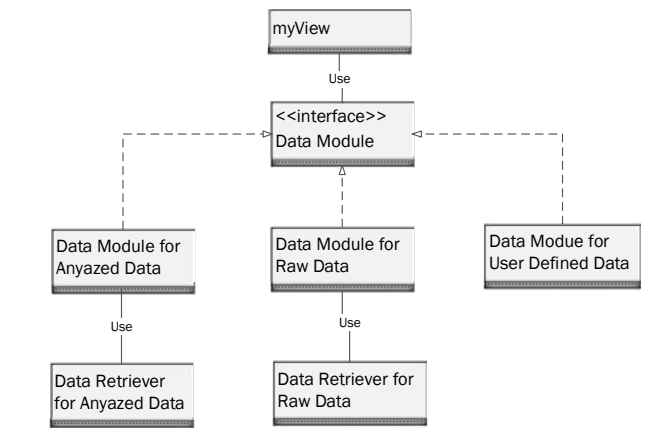 myView
Use
<<interface>>
Data Module
Data Module for
Anyazed Data
Data Module for
Raw Data
Data Modue for
User Defined Data
Use
Use
Data Retriever
for Anyazed Data
Data Retriever for
Raw Data